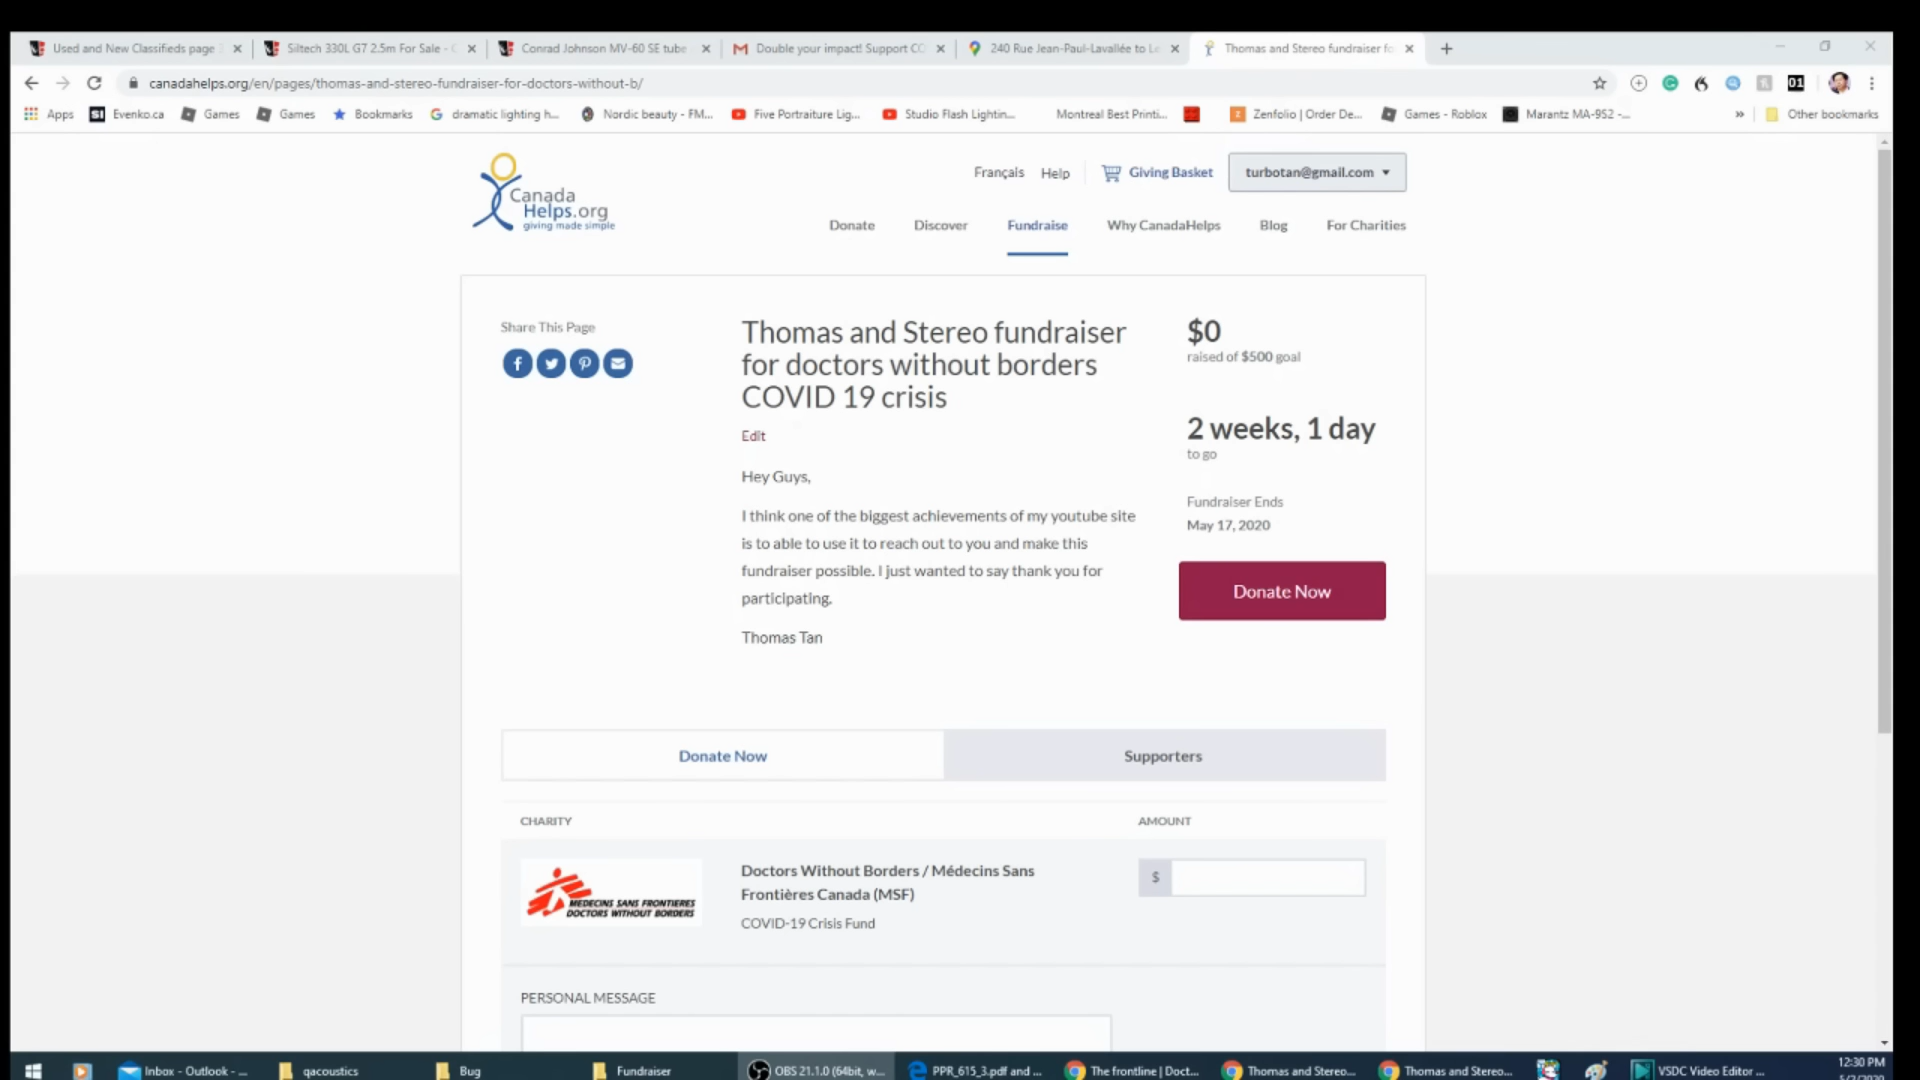 Used and New Classifieds page
Siltech 330L G7 2.5m For Sale - C
Conrad Johnson MV-60 SE tube
Double your impact! Support CO
240 Rue Jean-Paul-Lavallée to Le
Thomas and Stereo fundraiser fo
canadahelps.org/en/pages/thomas-and-stereo-fundraiser-for-doctors-without-b/
01
Apps
S1 Evenko.ca
Games
Games
Bookmarks
dramatic lighting h...
Nordic beauty - FM...
Five Portraiture Lig...
Studio Flash Lightin...
Montreal Best Printi...
Zenfolio | Order De...
Games - Roblox
Marantz MA-952 -...
Other bookmarks
Canada
Helps.org
giving made simple
Français
Help
Giving Basket
turbotan@gmail.com
Donate
Discover
Fundraise
Why CanadaHelps
Blog
For Charities
Share This Page
Thomas and Stereo fundraiser
for doctors without borders
COVID 19 crisis
Edit
Hey Guys,
I think one of the biggest achievements of my youtube site
is to able to use it to reach out to you and make this
fundraiser possible. I just wanted to say thank you for
participating.
Thomas Tan
$0
raised of $500 goal
2 weeks, 1 day
to go
Fundraiser Ends
May 17, 2020
Donate Now
Donate Now
Supporters
CHARITY
AMOUNT
MEDECINS SANS FRONTIERES
DOCTORS WITHOUT BORDERS
Doctors Without Borders / Médecins Sans
Frontières Canada (MSF)
COVID-19 Crisis Fund
$
PERSONAL MESSAGE
Inbox - Outlook - ...
qacoustics
Bug
Fundraiser
OBS 21.1.0 (64bit, w...
PPR_615_3.pdf and ...
The frontline | Doct...
Thomas and Stereo...
Thomas and Stereo...
VSDC Video Editor ...
12:30 PM